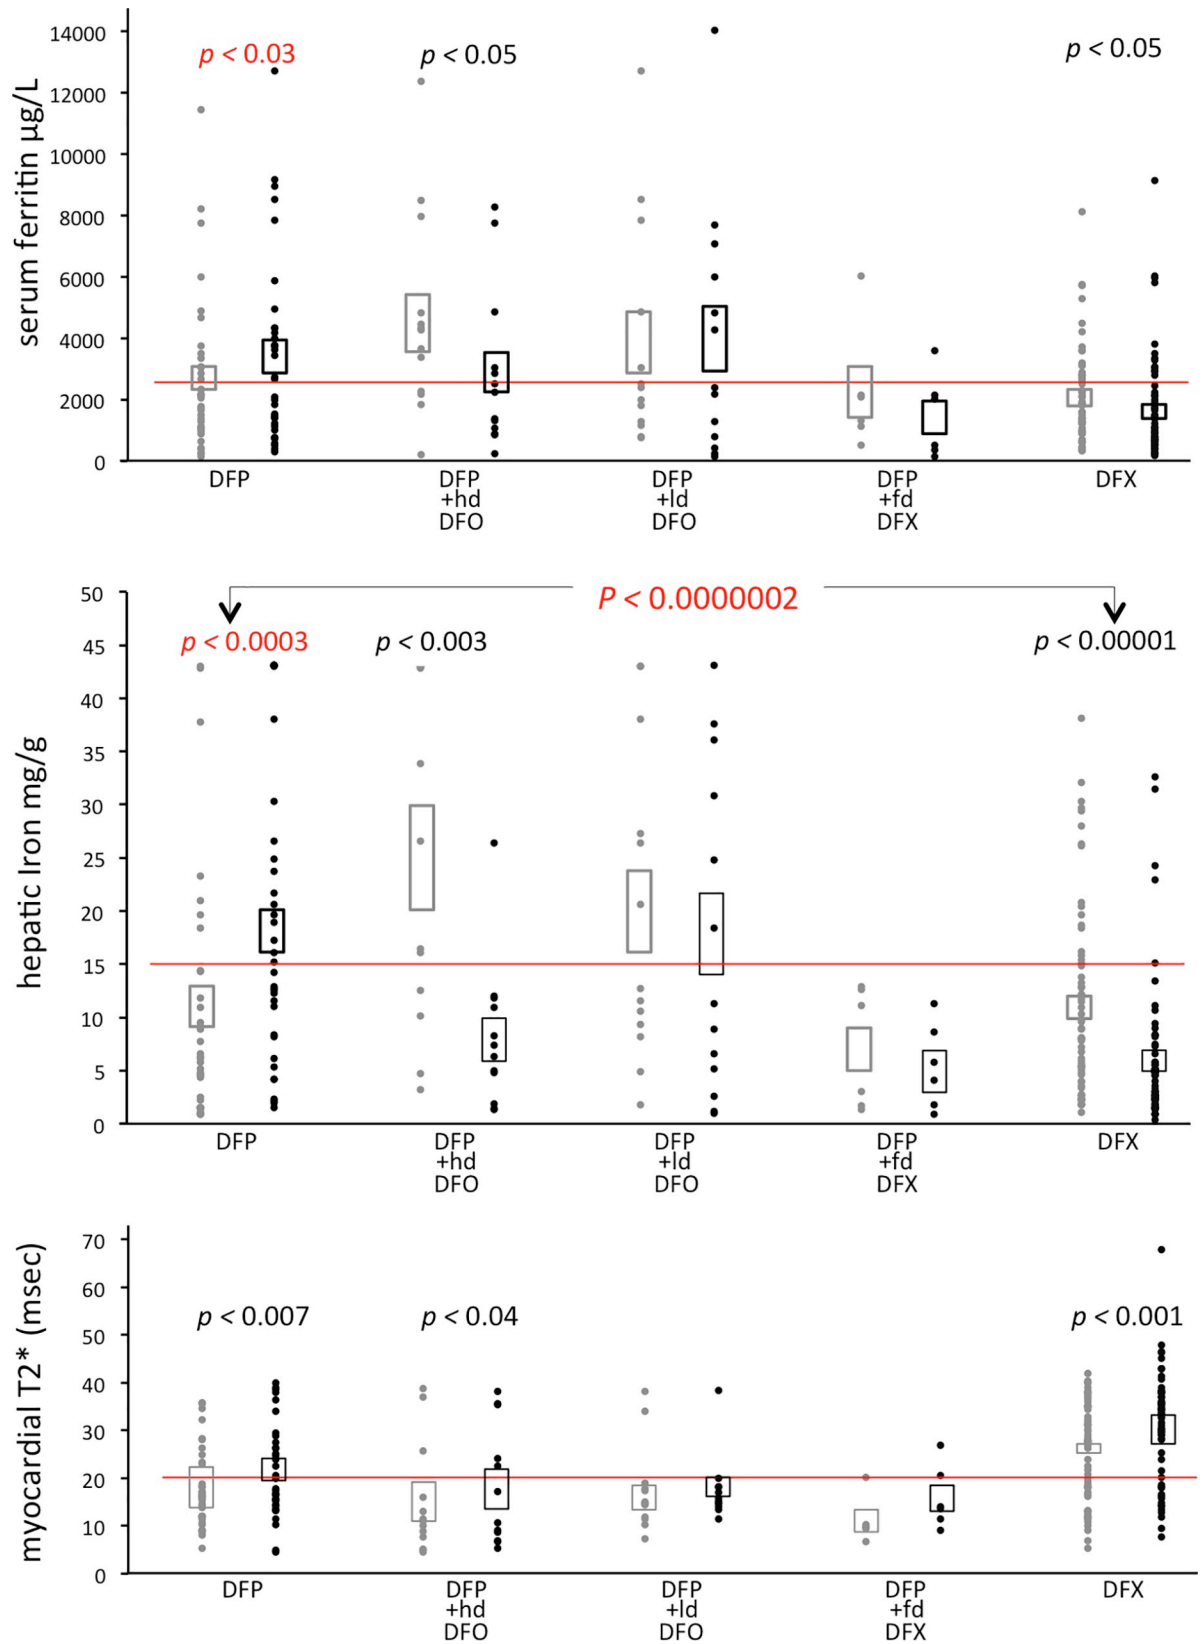 serum ferritin µg/L
14000
12000
10000
8000
6000
4000
2000
0
p < 0.03
p < 0.05
p < 0.05
DFP
DFP
+hd
DFO
DFP
+ld
DFO
DFP
+fd
DFX
DFX
hepatic Iron mg/g
50
45
40
35
30
25
20
15
10
5
0
P < 0.0000002
p < 0.0003
p < 0.003
p < 0.00001
DFP
DFP
+hd
DFO
DFP
+ld
DFO
DFP
+fd
DFX
DFX
myocardial T2* (msec)
70
60
50
40
30
20
10
0
p < 0.007
p < 0.04
p < 0.001
DFP
DFP
+hd
DFO
DFP
+ld
DFO
DFP
+fd
DFX
DFX